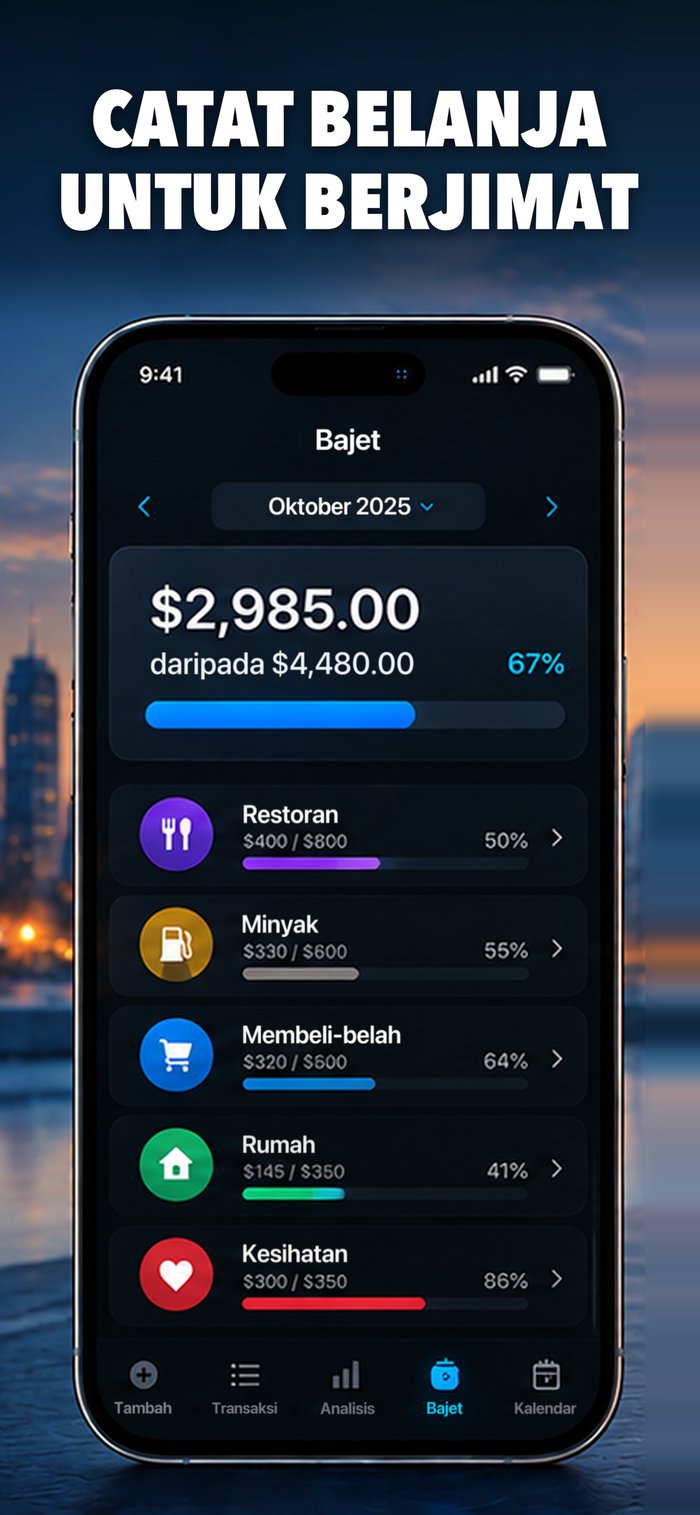 CATAT BELANJA
UNTUK BERJIMAT
9:41
Bajet
Oktober 2025
$2,985.00
daripada $4,480.00
67%
Restoran
$400 / $800
50%
Minyak
$330 / $600
55%
Membeli-belah
$320 / $600
64%
Rumah
$145 / $350
41%
Kesihatan
$300 / $350
86%
Tambah
Transaksi
Analisis
Bajet
Kalendar